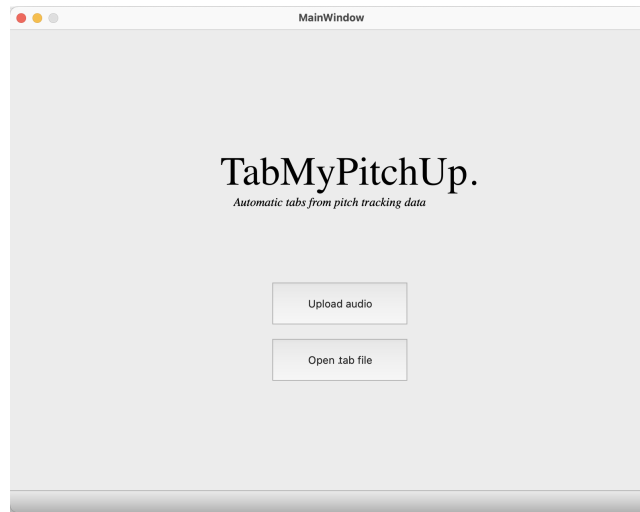 MainWindow
TabMyPitchUp.
Automatic tabs from pitch tracking data
Upload audio
Open .tab file